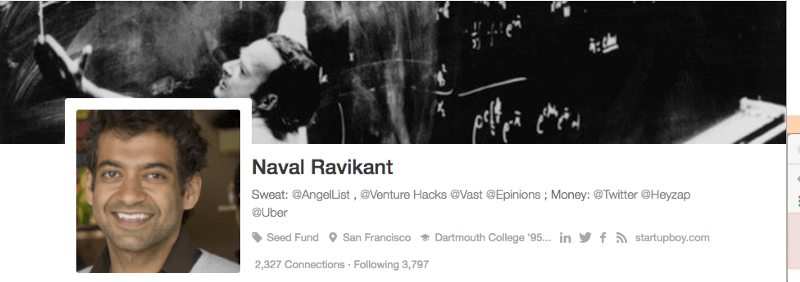 Naval Ravikant
Sweat: @AngelList , @Venture Hacks @Vast @Epinions ; Money: @Twitter @Heyzap
@Uber
Seed Fund San Francisco Dartmouth College '95... startupboy.com
2,327 Connections · Following 3,797